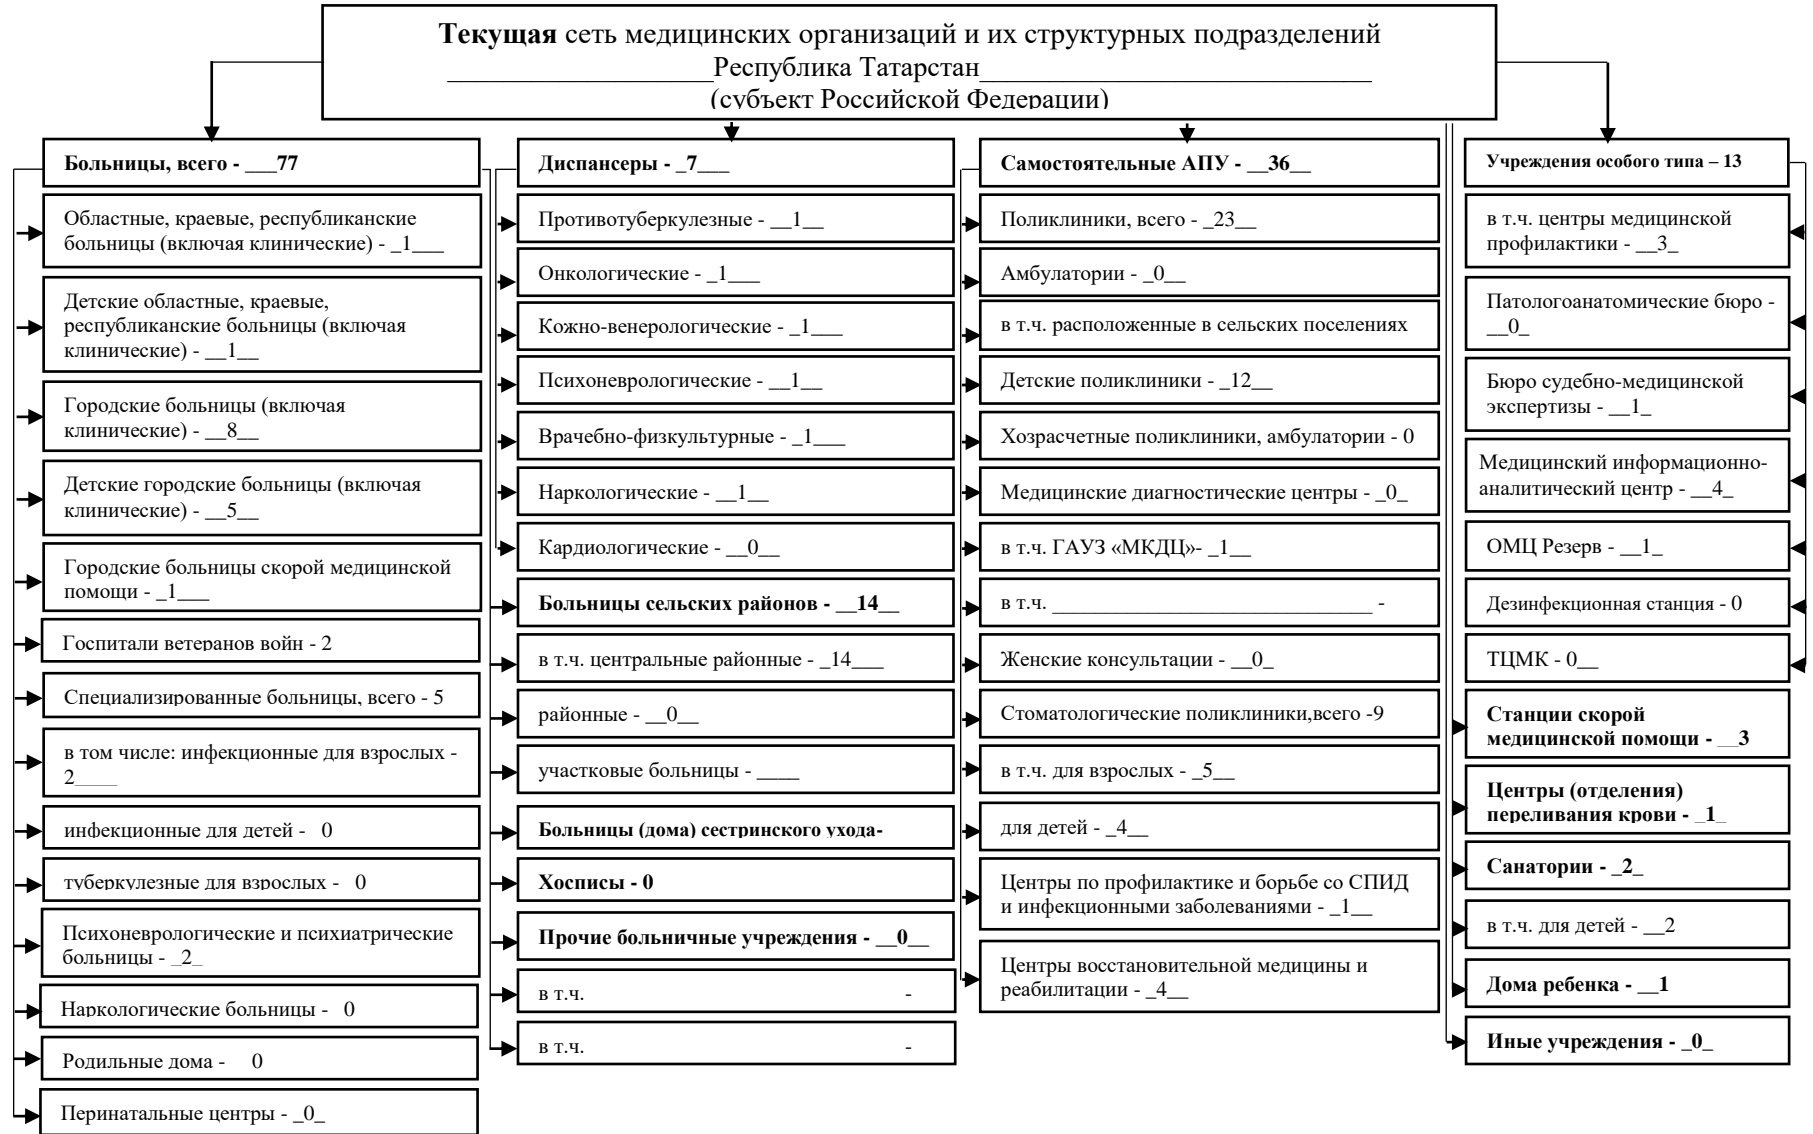 Текущая сеть медицинских организаций и их структурных подразделений
___________________Республика Татарстан____________________________
(субъект Российской Федерации)
Больницы, всего - ___77
Областные, краевые, республиканские
больницы (включая клинические) - _1___
Детские областные, краевые,
республиканские больницы (включая
клинические) - __1__
Городские больницы (включая
клинические) - __8__
Детские городские больницы (включая
клинические) - __5__
Городские больницы скорой медицинской
помощи - _1___
Госпитали ветеранов войн - 2
Специализированные больницы, всего - 5
в том числе: инфекционные для взрослых -
2____
инфекционные для детей - 0
туберкулезные для взрослых - 0
Психоневрологические и психиатрические
больницы - _2_
Наркологические больницы - 0
Родильные дома - 0
Перинатальные центры - _0_
Диспансеры - _7___
Противотуберкулезные - __1__
Онкологические - _1___
Кожно-венерологические - _1___
Психоневрологические - __1__
Врачебно-физкультурные - _1___
Наркологические - __1__
Кардиологические - __0__
Больницы сельских районов - __14__
в т.ч. центральные районные - _14___
районные - __0__
участковые больницы - ____
Больницы (дома) сестринского ухода-
Хосписы - 0
Прочие больничные учреждения - __0__
в т.ч. -
в т.ч. -
Самостоятельные АПУ - __36__
Поликлиники, всего - _23__
Амбулатории - _0__
в т.ч. расположенные в сельских поселениях
Детские поликлиники - _12__
Хозрасчетные поликлиники, амбулатории - 0
Медицинские диагностические центры - _0_
в т.ч. ГАУЗ «МКДЦ»- _1__
в т.ч. ______________________________ -
Женские консультации - __0_
Стоматологические поликлиники,всего -9
в т.ч. для взрослых - _5__
для детей - _4__
Центры по профилактике и борьбе со СПИД
и инфекционными заболеваниями - _1__
Центры восстановительной медицины и
реабилитации - _4__
Учреждения особого типа – 13
в т.ч. центры медицинской
профилактики - __3_
Патологоанатомические бюро -
__0_
Бюро судебно-медицинской
экспертизы - __1_
Медицинский информационно-
аналитический центр - __4_
ОМЦ Резерв - __1_
Дезинфекционная станция - 0
ТЦМК - 0__
Станции скорой
медицинской помощи - __3
Центры (отделения)
переливания крови - _1_
Санатории - _2_
в т.ч. для детей - __2
Дома ребенка - __1
Иные учреждения - _0_